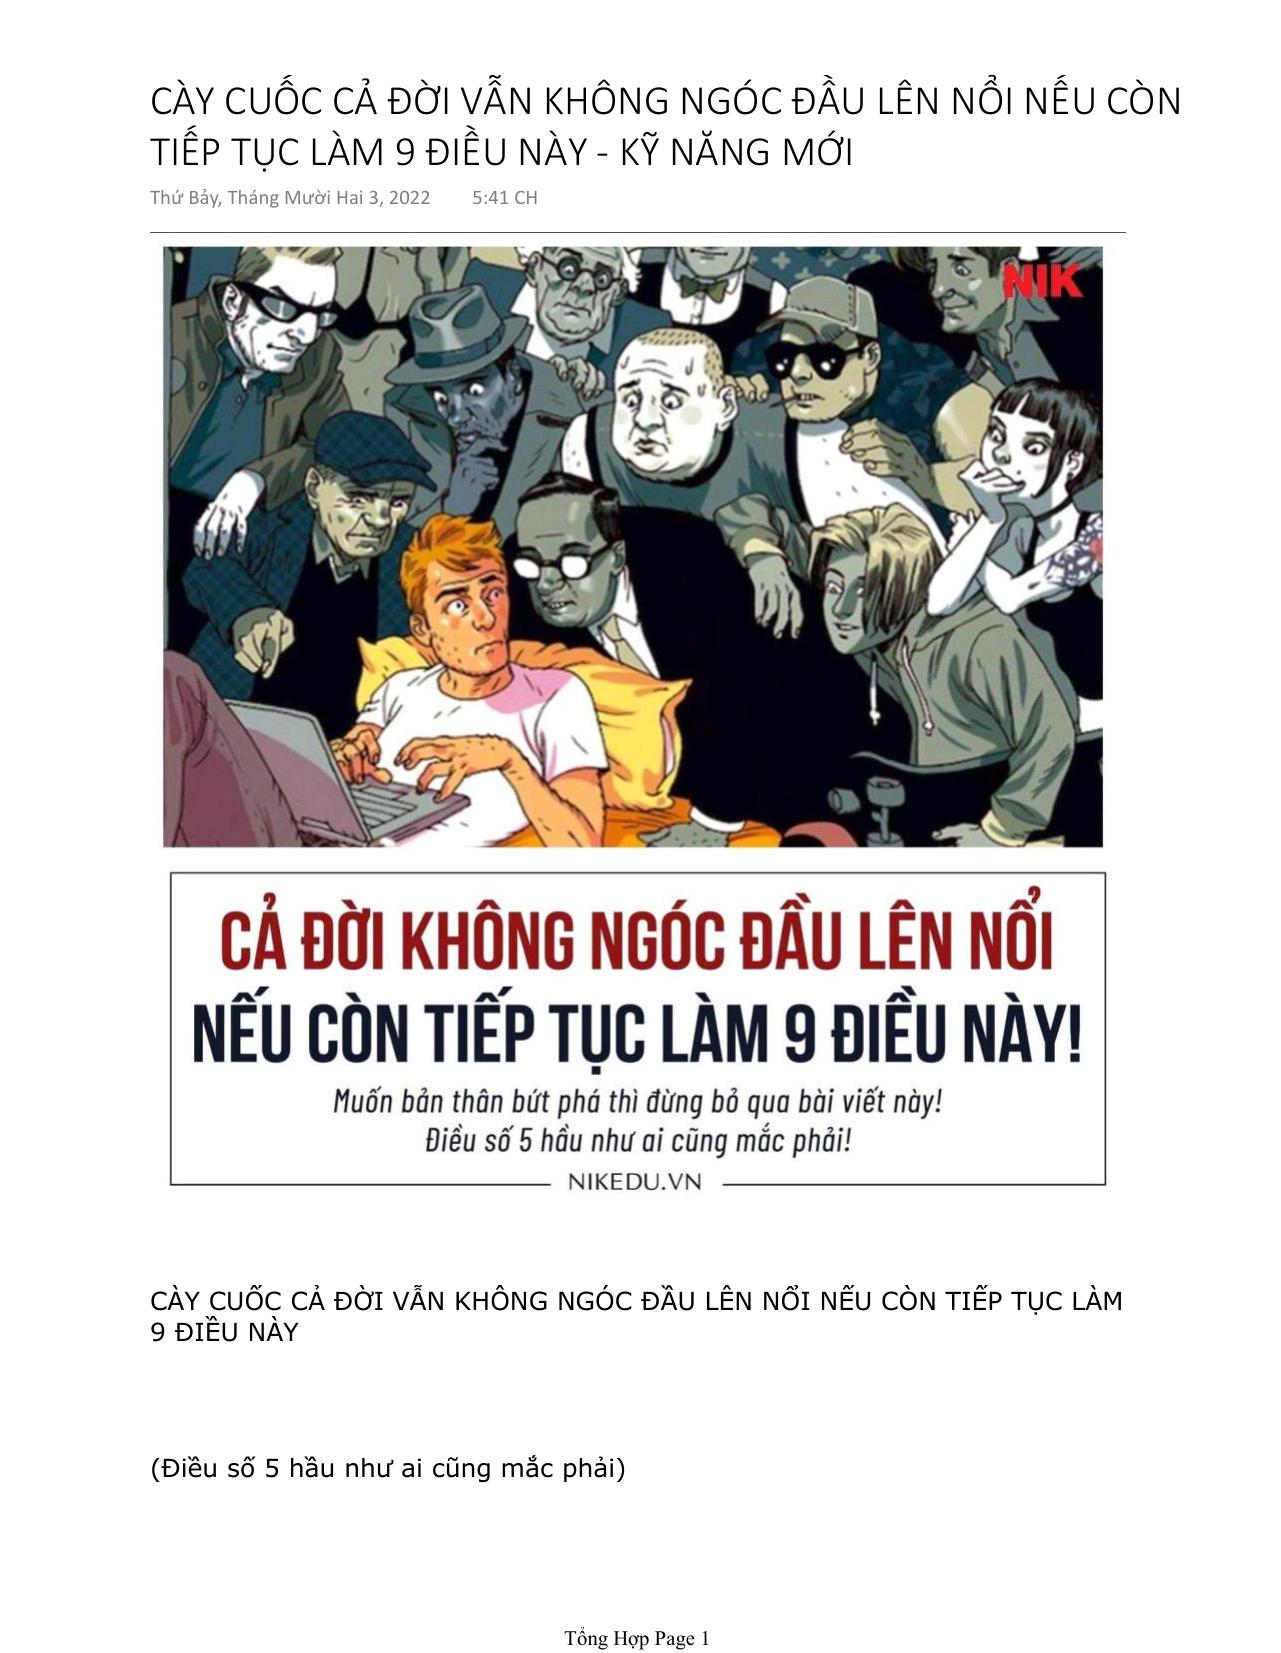 CÀY CUỐC CẢ ĐỜI VẪN KHÔNG NGÓC ĐẦU LÊN NỔI NẾU CÒN
TIẾP TỤC LÀM 9 ĐIỀU NÀY - KỸ NĂNG MỚI
Thứ Bảy, Tháng Mười Hai 3, 2022 5:41 CH
NIK
CẢ ĐỜI KHÔNG NGÓC ĐẦU LÊN NỔI
NẾU CÒN TIẾP TỤC LÀM 9 ĐIỀU NÀY!
Muốn bản thân bứt phá thì đừng bỏ qua bài viết này!
Điều số 5 hầu như ai cũng mắc phải!
NIKEDU.VN
CÀY CUỐC CẢ ĐỜI VẪN KHÔNG NGÓC ĐẦU LÊN NỔI NẾU CÒN TIẾP TỤC LÀM
9 ĐIỀU NÀY
(Điều số 5 hầu như ai cũng mắc phải)
Tổng Hợp Page 1